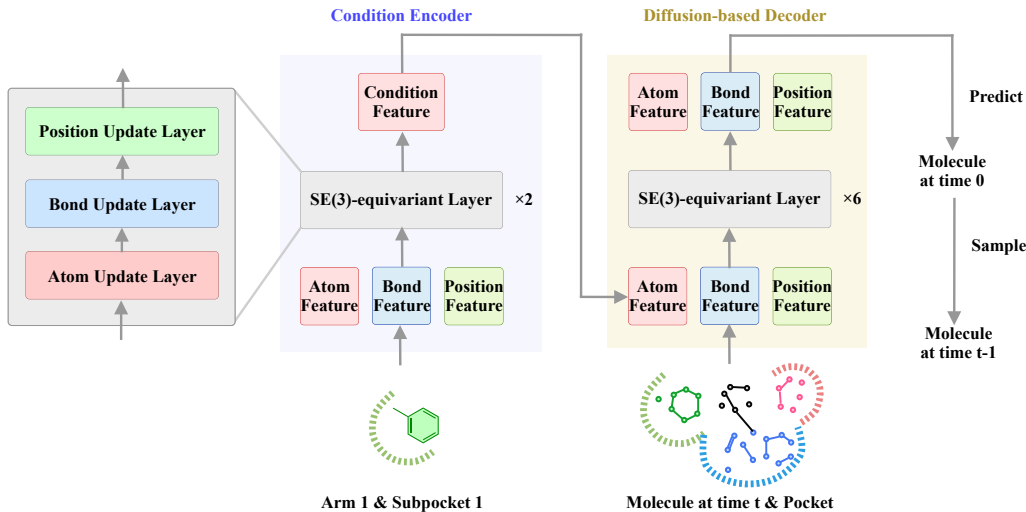 Condition Encoder
Diffusion-based Decoder
Position Update Layer
Bond Update Layer
Atom Update Layer
Condition
Feature
SE(3)-equivariant Layer
×2
Atom
Feature
Bond
Feature
Position
Feature
Arm 1 & Subpocket 1
Atom
Feature
Bond
Feature
Position
Feature
SE(3)-equivariant Layer
×6
Atom
Feature
Bond
Feature
Position
Feature
Molecule at time t & Pocket
Predict
Molecule
at time 0
Sample
Molecule
at time t-1